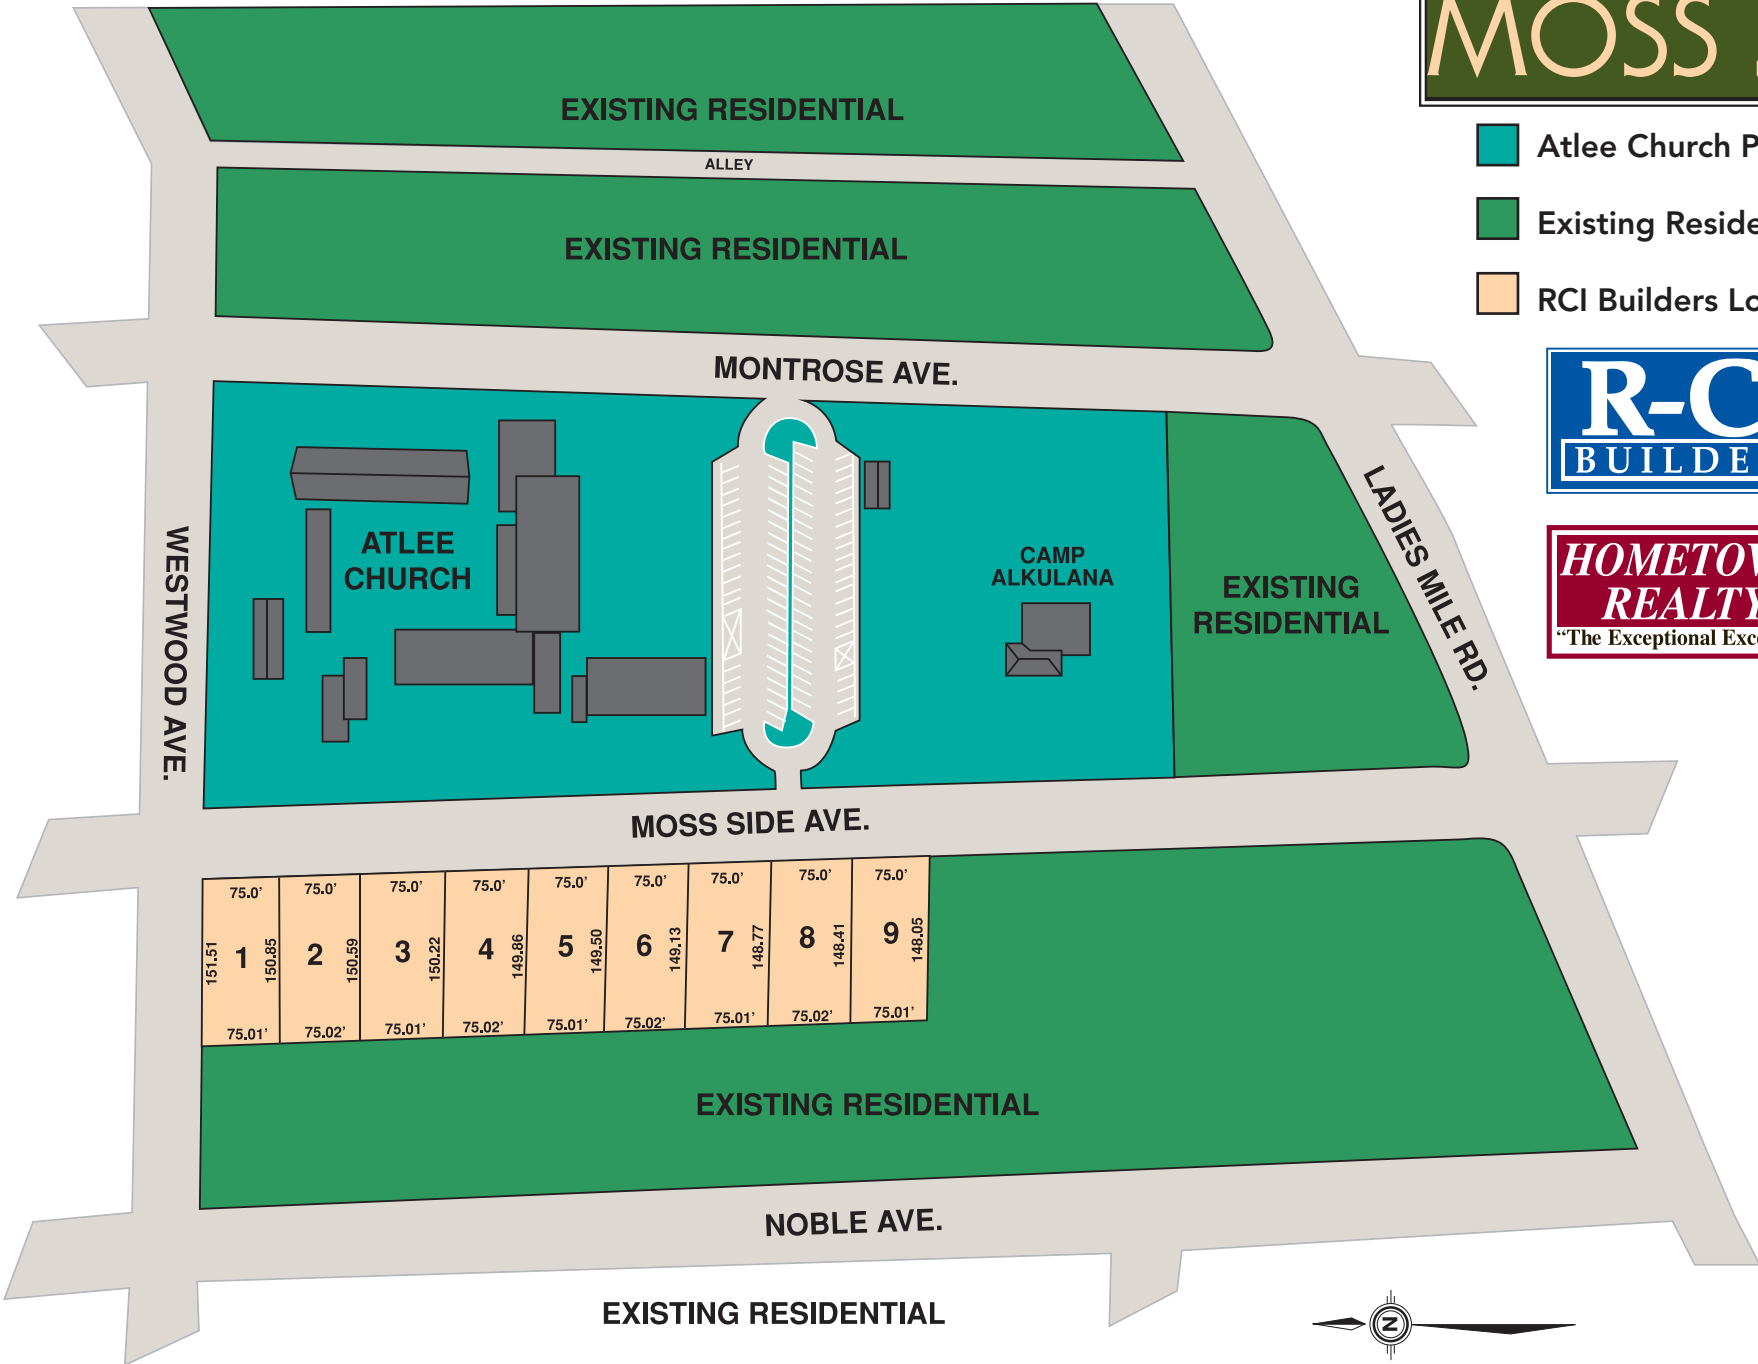 MOSS
EXISTING RESIDENTIAL
Atlee Church P
ALLEY
Existing Reside
EXISTING RESIDENTIAL
RCI Builders Lo
MONTROSE AVE.
R-C
BUILDE
LADIES MILE RD.
WESTWOOD AVE.
ATLEE
CHURCH
CAMP
ALKULANA
EXISTING
RESIDENTIAL
HOMETOV
REALTY
“The Exceptional Exc
MOSS SIDE AVE.
75.0’ 75.0’ 75.0’ 75.0’ 75.0’ 75.0’ 75.0’ 75.0’ 75.0’
151.51 1 150.85 2 150.59 3 150.22 4 149.86 5 149.50 6 149.13 7 148.77 8 148.41 9 148.05
75.01’ 75.02’ 75.01’ 75.02’ 75.01’ 75.02’ 75.01’ 75.02’ 75.01’
EXISTING RESIDENTIAL
NOBLE AVE.
EXISTING RESIDENTIAL
N